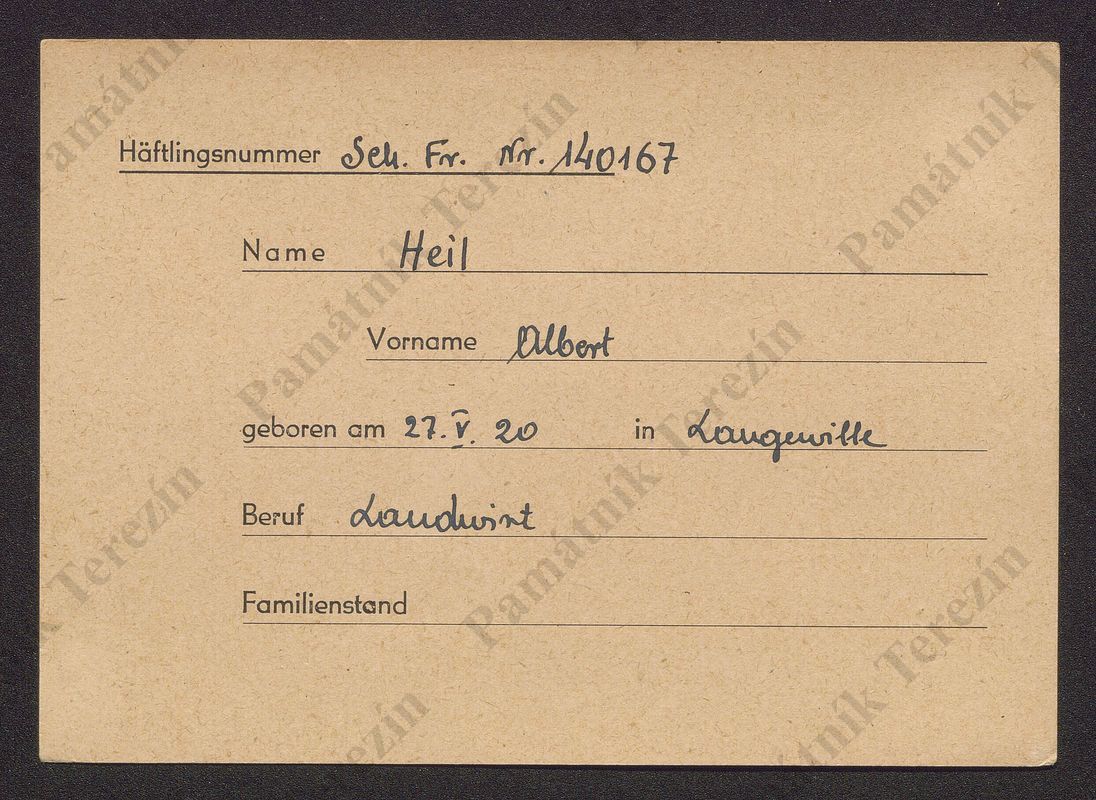 Häftlingsnummer Sch. Fr. Nr. 140167
Name Heil
Vorname Albert
geboren am 27. V. 20 in Langewille
Beruf Landwirt
Familienstand
Památník Terezín